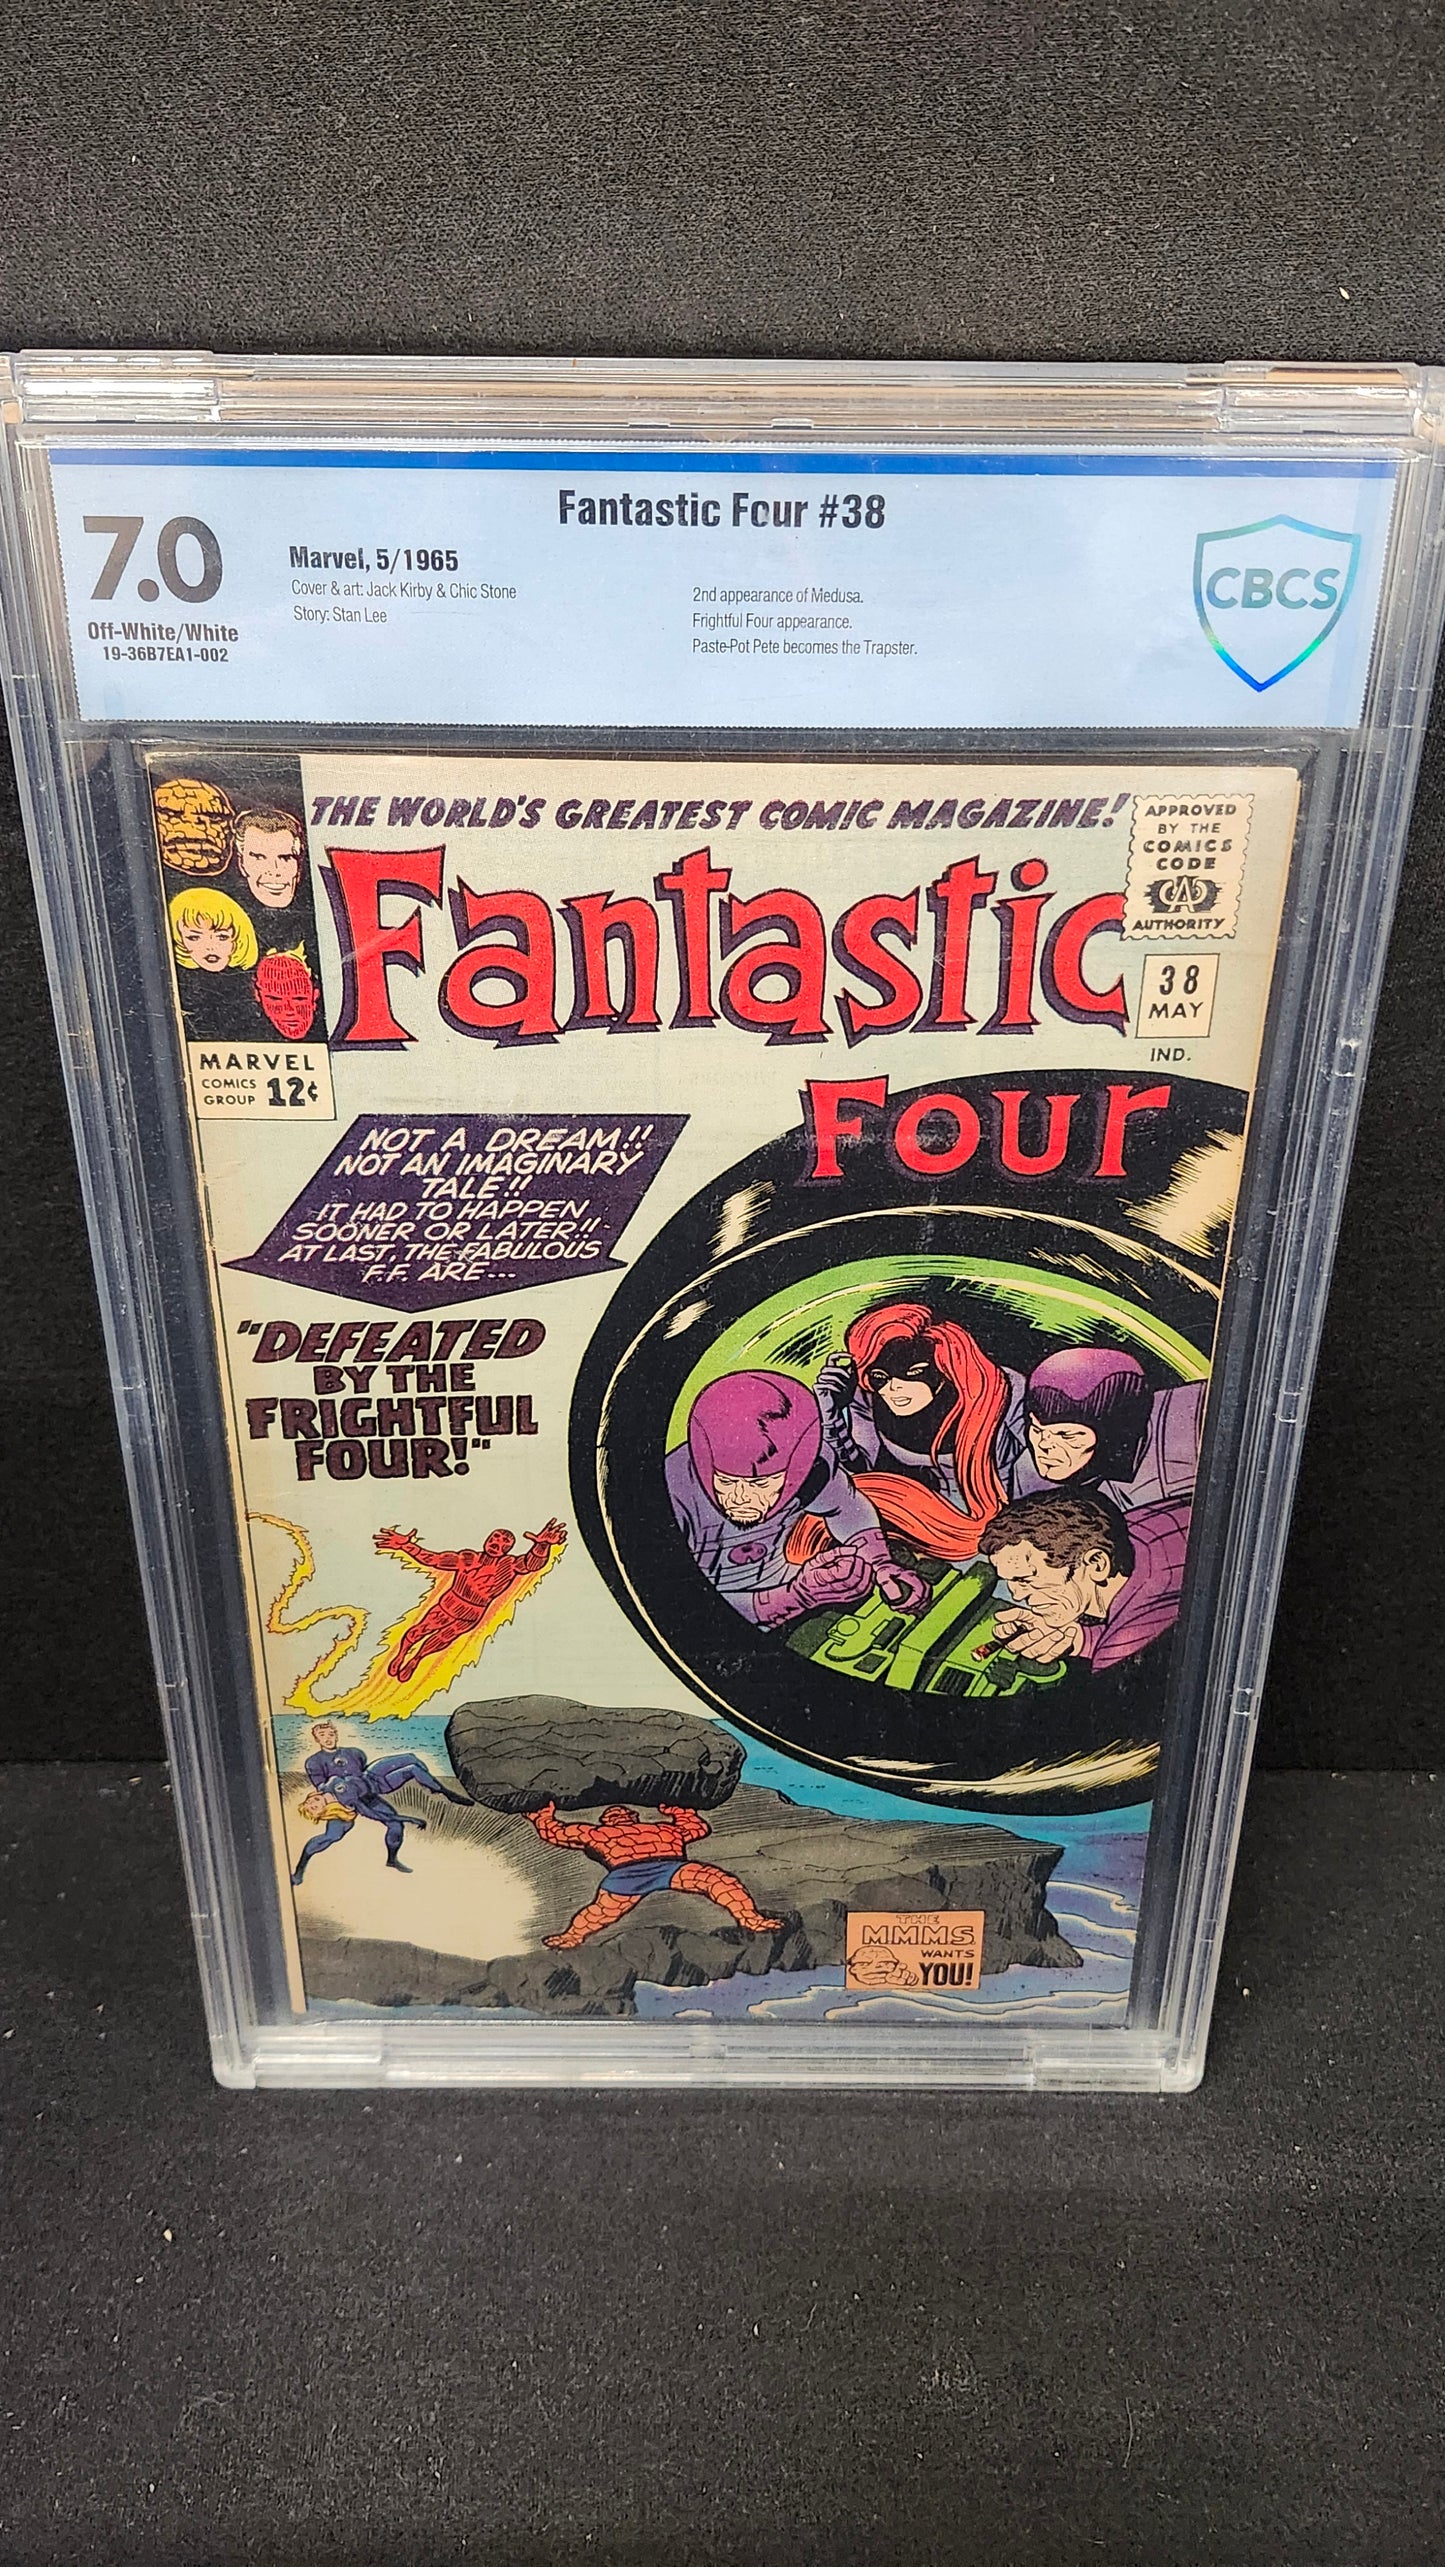 Fantastic Four #38
7.0
Off-White/White
19-36B7EA1-002
Marvel, 5/1965
Cover & art: Jack Kirby & Chic Stone
Story: Stan Lee
2nd appearance of Medusa.
Frightful Four appearance.
Paste-Pot Pete becomes the Trapster.
CBCS
THE WORLD'S GREATEST COMIC MAGAZINE!
APPROVED
BY THE
COMICS
CODE
CA
AUTHORITY
Fantastic
Four
38
MAY
IND.
MARVEL
COMICS
GROUP 12¢
NOT A DREAM!!
NOT AN IMAGINARY
TALE!!
IT HAD TO HAPPEN
SOONER OR LATER!!
AT LAST, THE FABULOUS
F.F. ARE...
"DEFEATED
BY THE
FRIGHTFUL
FOUR!"
THE
MMMS
WANTS
YOU!